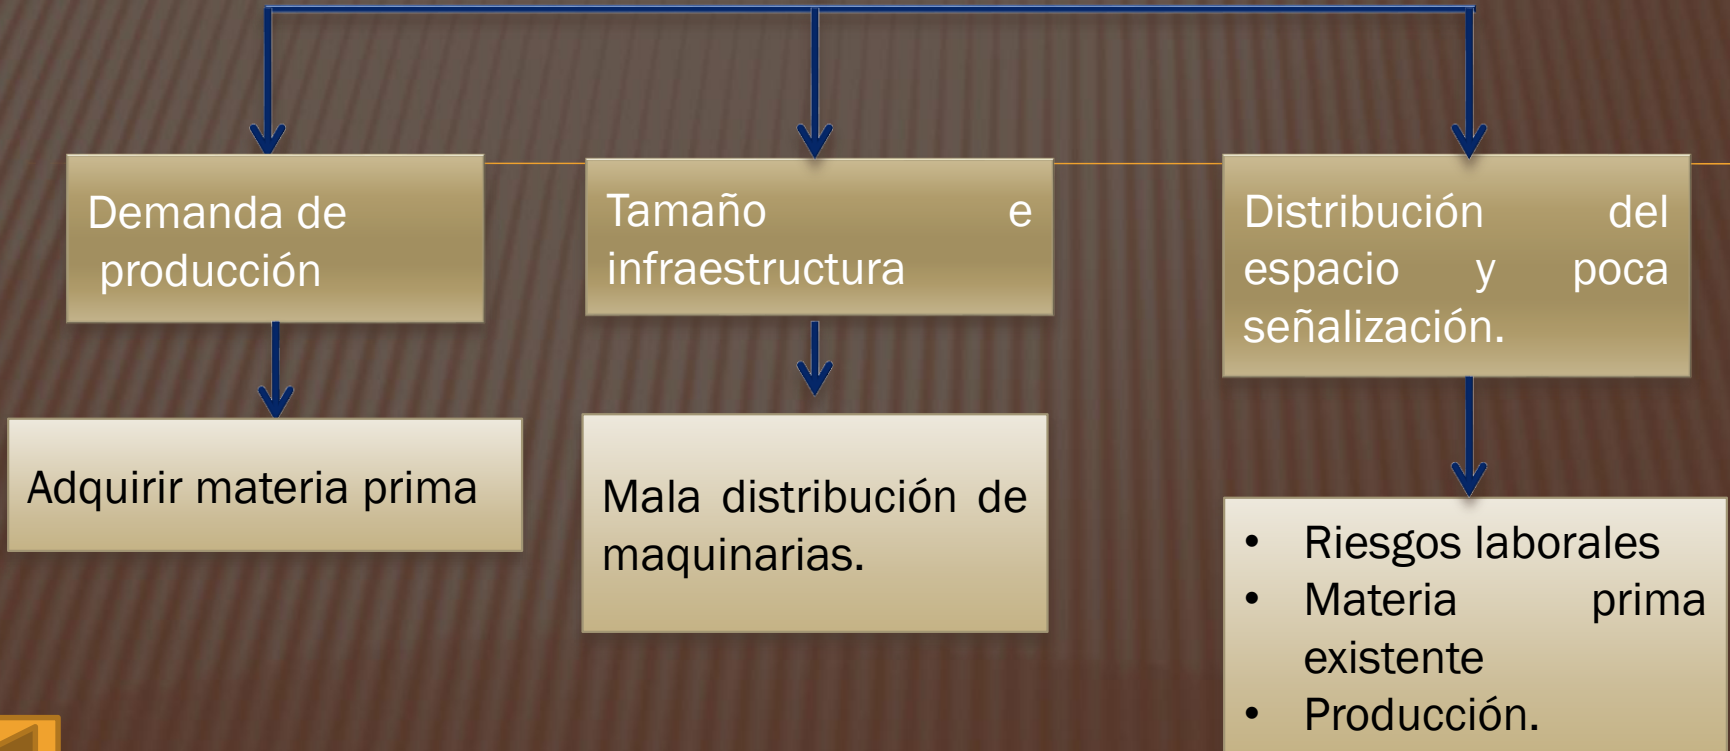 Demanda de
producción
Tamaño e
infraestructura
Distribución del
espacio y poca
señalización.
Adquirir materia prima
Mala distribución de
maquinarias.
• Riesgos laborales
• Materia prima
existente
• Producción.